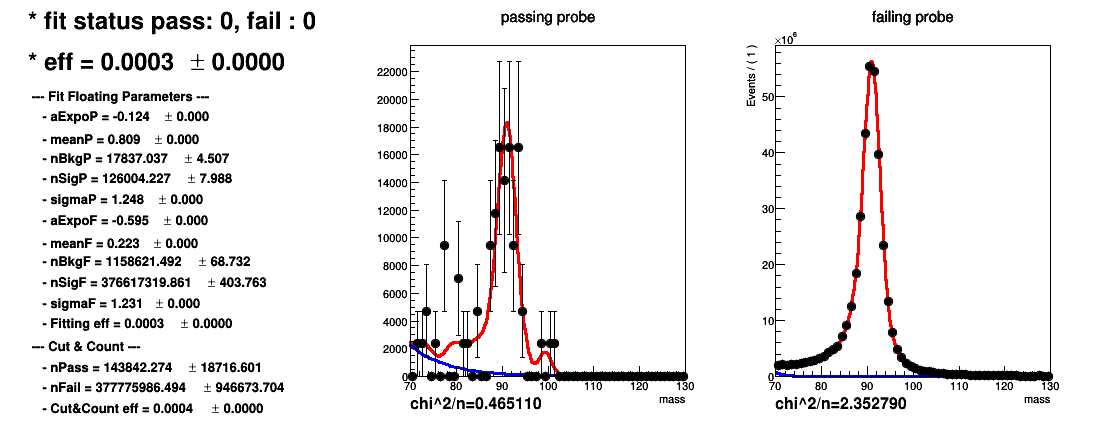 * fit status pass: 0, fail : 0
* eff = 0.0003 ± 0.0000
--- Fit Floating Parameters ---
- aExpoP = -0.124 ± 0.000
- meanP = 0.809 ± 0.000
- nBkgP = 17837.037 ± 4.507
- nSigP = 126004.227 ± 7.988
- sigmaP = 1.248 ± 0.000
- aExpoF = -0.595 ± 0.000
- meanF = 0.223 ± 0.000
- nBkgF = 1158621.492 ± 68.732
- nSigF = 376617319.861 ± 403.763
- sigmaF = 1.231 ± 0.000
- Fitting eff = 0.0003 ± 0.0000
--- Cut & Count ---
- nPass = 143842.274 ± 18716.601
- nFail = 377775986.494 ± 946673.704
- Cut&Count eff = 0.0004 ± 0.0000
passing probe
22000
20000
18000
16000
14000
12000
10000
8000
6000
4000
2000
0
70 80 90 100 110 120 130
mass
chi^2/n=0.465110
failing probe
×10^6
Events / ( 1 )
50
40
30
20
10
0
70 80 90 100 110 120 130
mass
chi^2/n=2.352790